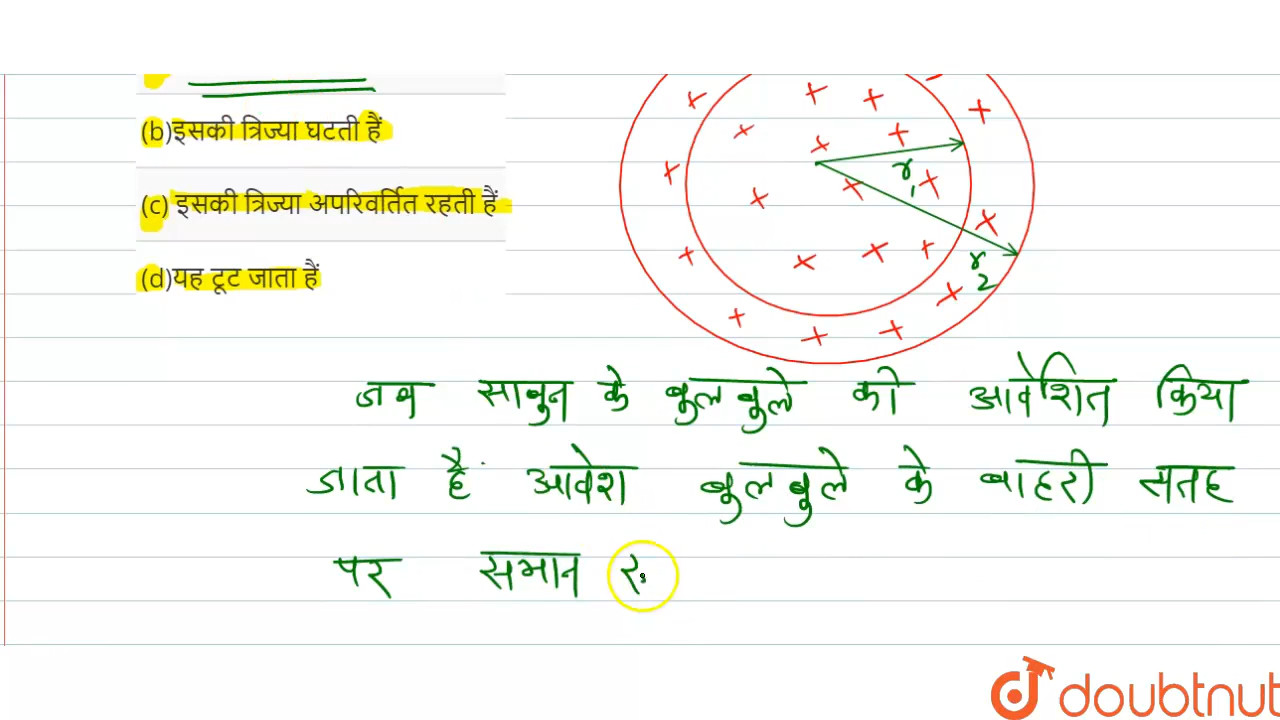 (b)इसकी त्रिज्या घटती हैं
(c) इसकी त्रिज्या अपरिवर्तित रहती हैं
(d)यह टूट जाता हैं
r1
r2
जब साबुन के बुलबुले को आवेशित किया
जाता है. आवेश बुलबुले के बाहरी सतह
पर समान र
doubtnut